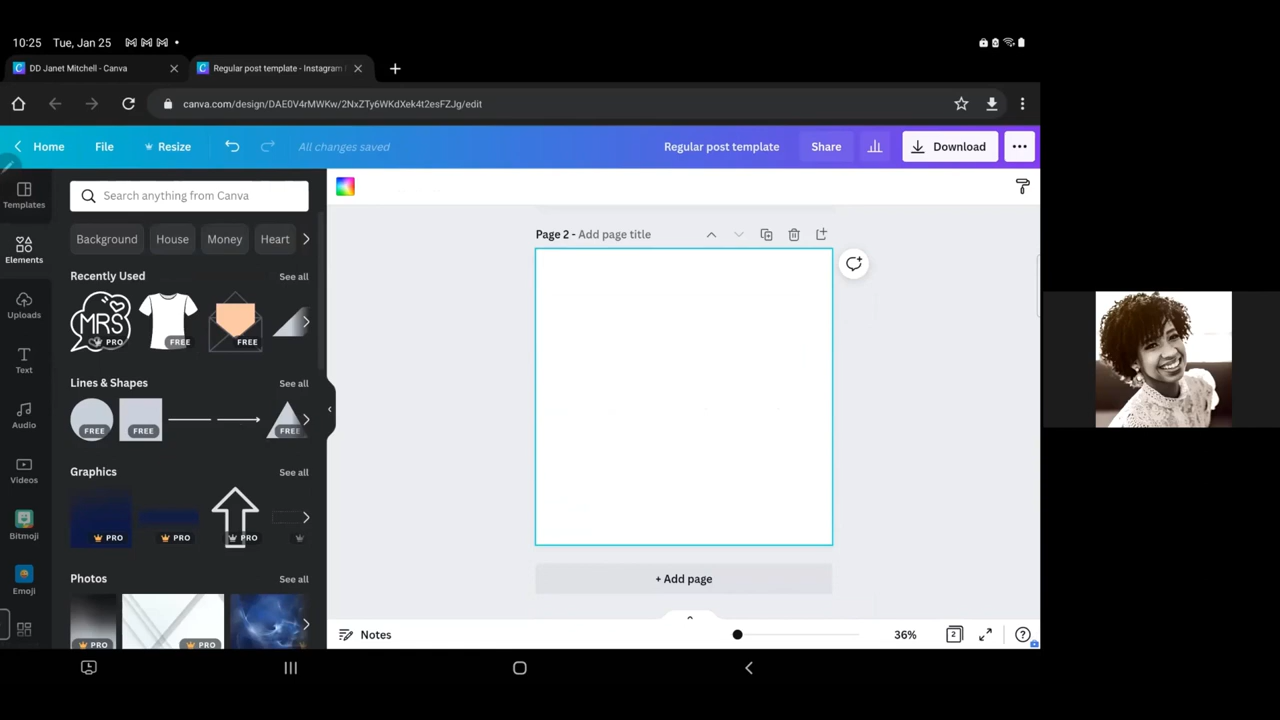 10:25 Tue, Jan 25
DD Janet Mitchell - Canva
Regular post template - Instagram
canva.com/design/DAE0V4rMWKw/2NxZTy6WKdXek4t2esFZJg/edit
Home File Resize All changes saved Regular post template Share Download
Templates
Elements
Uploads
Text
Audio
Videos
Bitmoji
Emoji
Search anything from Canva
Background House Money Heart
Recently Used See all
MRS
PRO FREE FREE
Lines & Shapes See all
FREE FREE FREE
Graphics See all
PRO PRO PRO
Photos See all
PRO PRO
Page 2 - Add page title
+ Add page
Notes 36% 2 ?